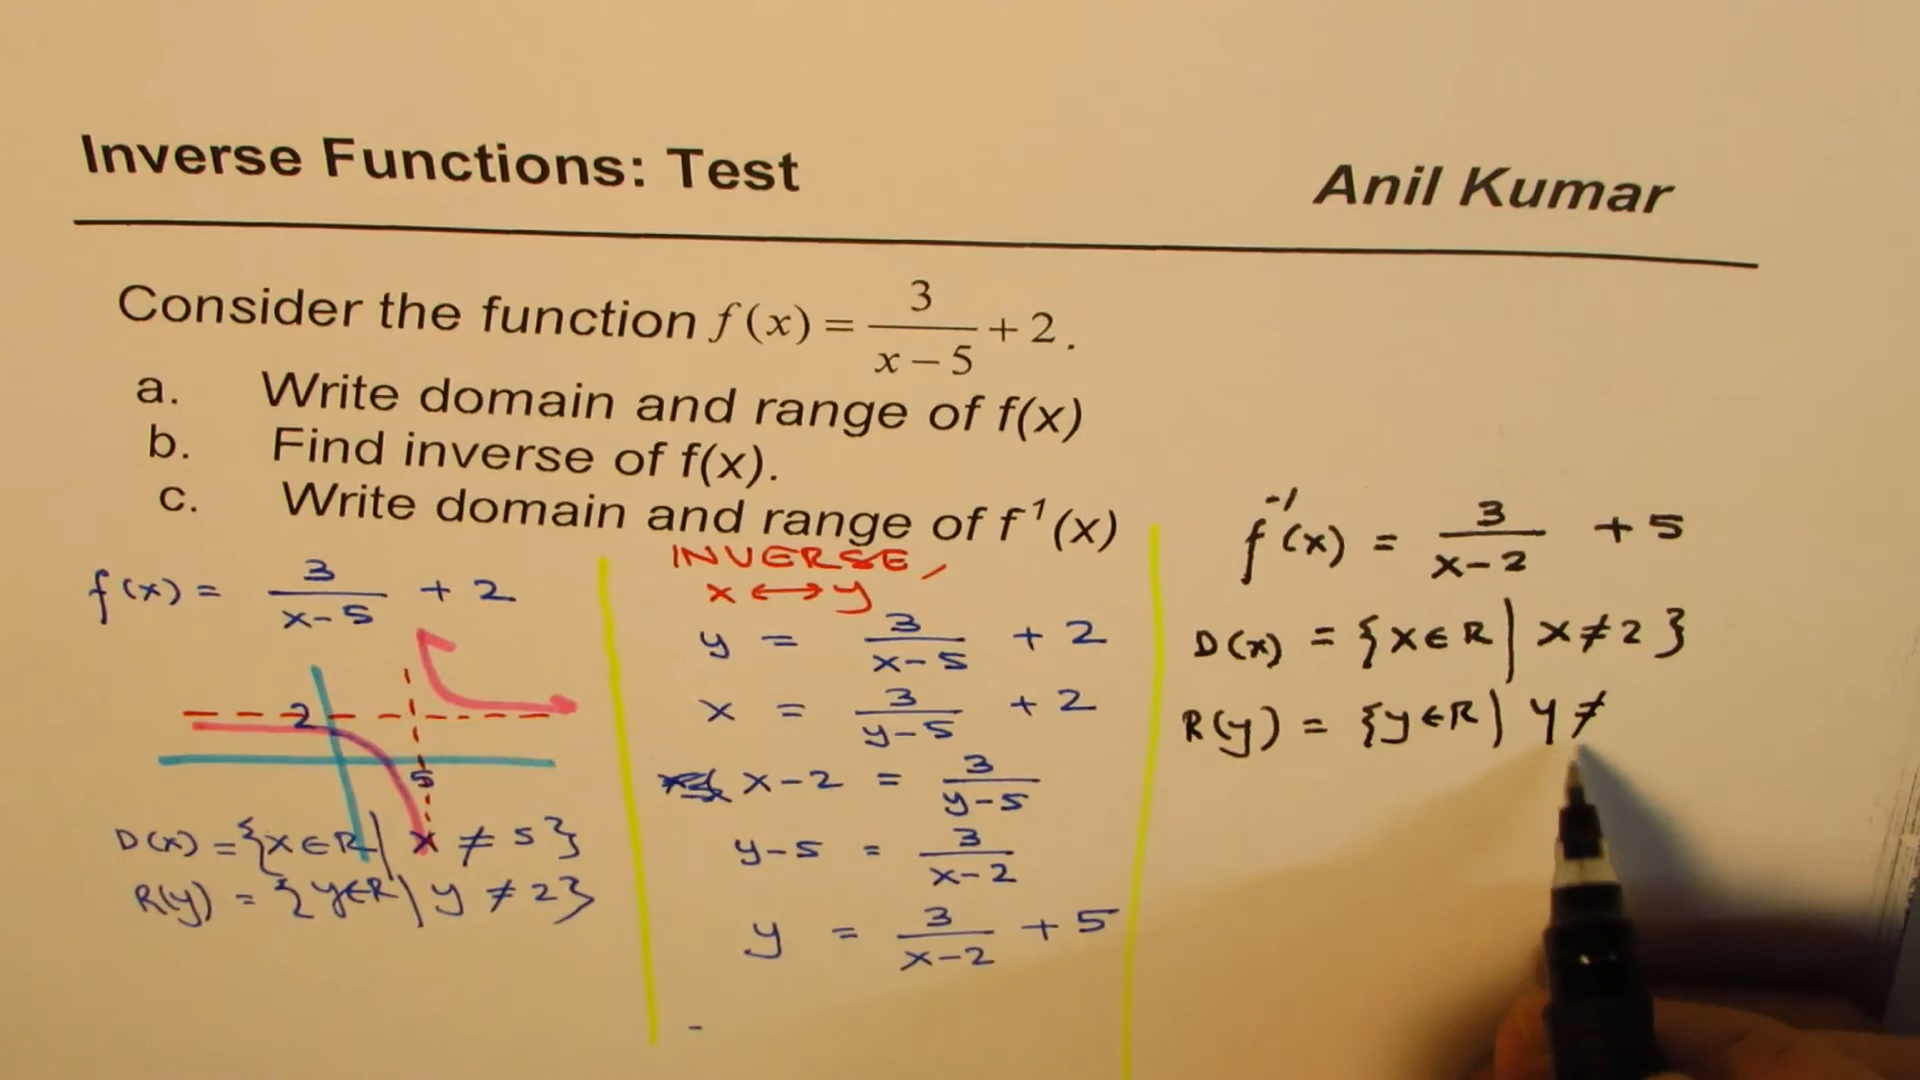 Inverse Functions: Test
Anil Kumar
Consider the function f(x) = 3/(x − 5) + 2.
a. Write domain and range of f(x)
b. Find inverse of f(x).
c. Write domain and range of f¹(x)
f(x) = 3/(x-5) + 2
2
5
D(x) = {x∈R| x ≠ 5}
R(y) = {y∈R| y ≠ 2}
INVERSE,
x ↔ y
y = 3/(x-5) + 2
x = 3/(y-5) + 2
x-2 = 3/(y-5)
y-5 = 3/(x-2)
y = 3/(x-2) + 5
-
f⁻¹(x) = 3/(x-2) + 5
D(x) = {x∈R| x≠2}
R(y) = {y∈R| y≠